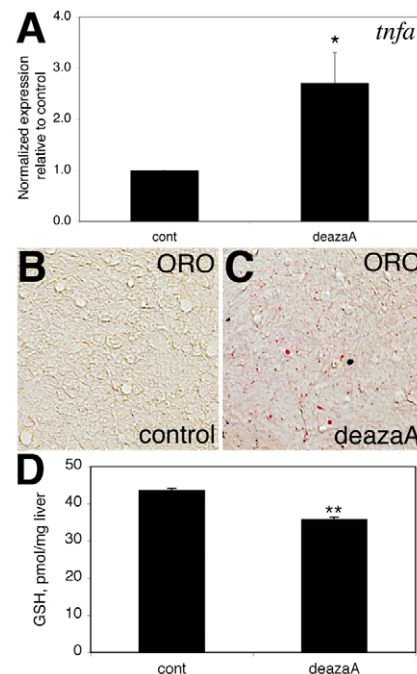 A
tnfa
*
Normalized expression
relative to control
4.0
3.0
2.0
1.0
0.0
cont
deazaA
B
ORO
control
C
ORO
deazaA
D
**
GSH, pmol/mg liver
50
40
30
20
10
0
cont
deazaA